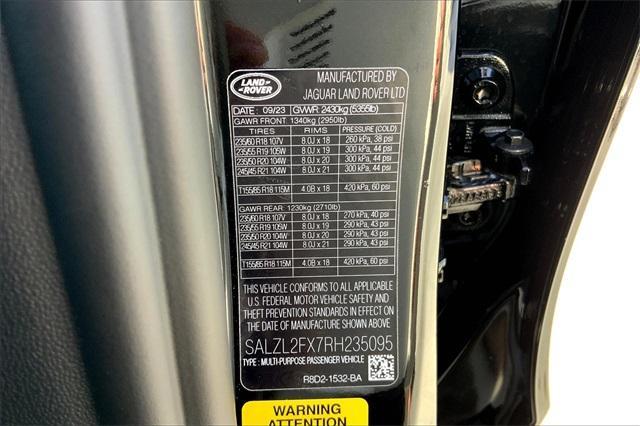 LAND
ROVER
MANUFACTURED BY
JAGUAR LAND ROVER LTD
DATE : 09/23 GVWR: 2430kg (5355lb)
GAWR FRONT: 1340kg (2950lb)
TIRES RIMS PRESSURE (COLD)
235/60 R18 107V 8.0J x 18 260 kPa, 38 psi
235/55 R19 105W 8.0J x 19 300 kPa, 44 psi
235/50 R20 104W 8.0J x 20 300 kPa, 44 psi
245/45 R21 104W 8.0J x 21 300 kPa, 44 psi
T155/85 R18 115M 4.0B x 18 420 kPa, 60 psi
GAWR REAR: 1230kg (2710lb)
235/60 R18 107V 8.0J x 18 270 kPa, 40 psi
235/55 R19 105W 8.0J x 19 290 kPa, 43 psi
235/50 R20 104W 8.0J x 20 290 kPa, 43 psi
245/45 R21 104W 8.0J x 21 290 kPa, 43 psi
T155/85 R18 115M 4.0B x 18 420 kPa, 60 psi
THIS VEHICLE CONFORMS TO ALL APPLICABLE
U.S. FEDERAL MOTOR VEHICLE SAFETY AND
THEFT PREVENTION STANDARDS IN EFFECT ON
THE DATE OF MANUFACTURE SHOWN ABOVE
SALZL2FX7RH235095
TYPE : MULTI-PURPOSE PASSENGER VEHICLE
R8D2-1532-BA
WARNING
ATTENTION